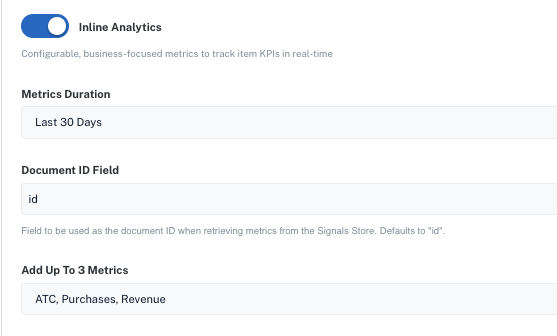 Inline Analytics
Configurable, business-focused metrics to track item KPIs in real-time
Metrics Duration
Last 30 Days
Document ID Field
id
Field to be used as the document ID when retrieving metrics from the Signals Store. Defaults to "id".
Add Up To 3 Metrics
ATC, Purchases, Revenue